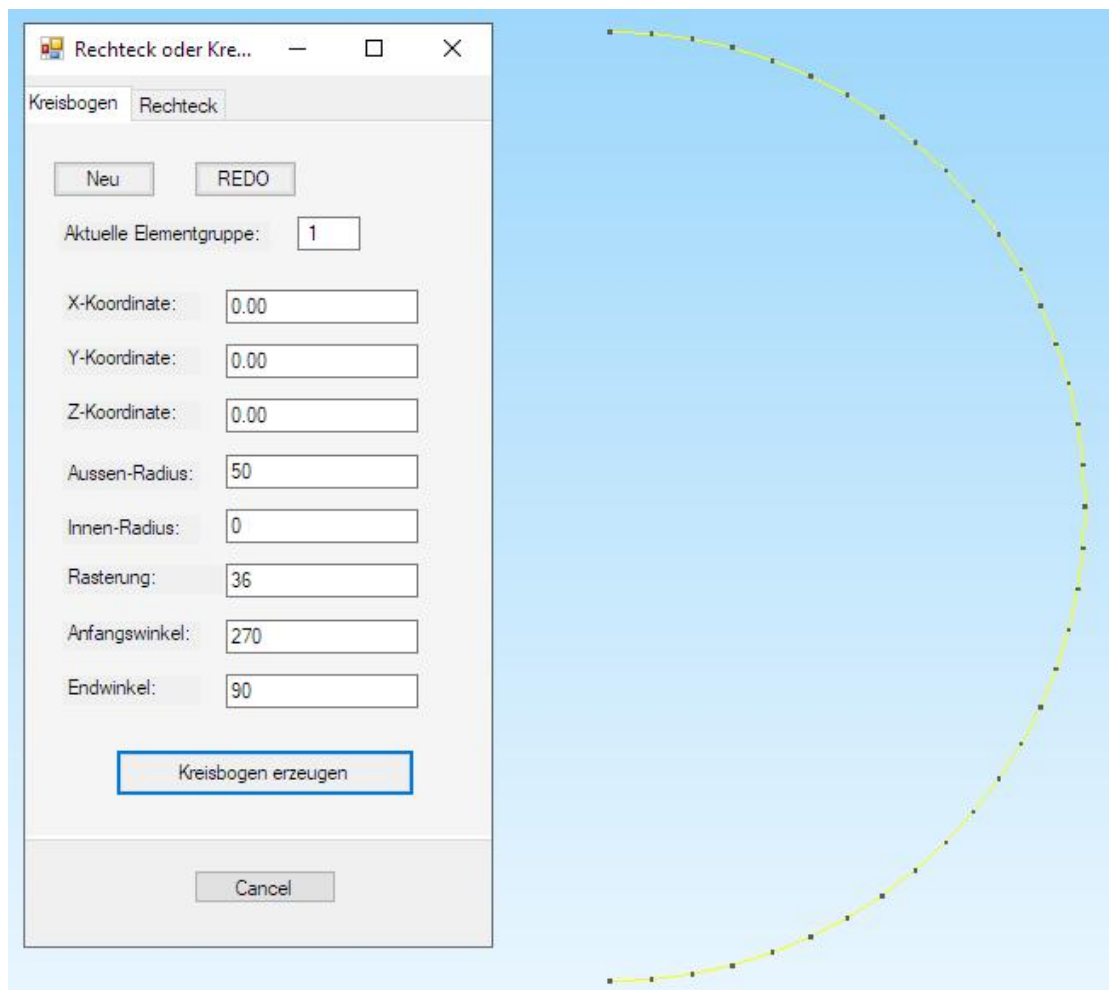 Rechteck oder Kre...
Kreisbogen Rechteck
Neu REDO
Aktuelle Elementgruppe: 1
X-Koordinate: 0.00
Y-Koordinate: 0.00
Z-Koordinate: 0.00
Aussen-Radius: 50
Innen-Radius: 0
Rasterung: 36
Anfangswinkel: 270
Endwinkel: 90
Kreisbogen erzeugen
Cancel